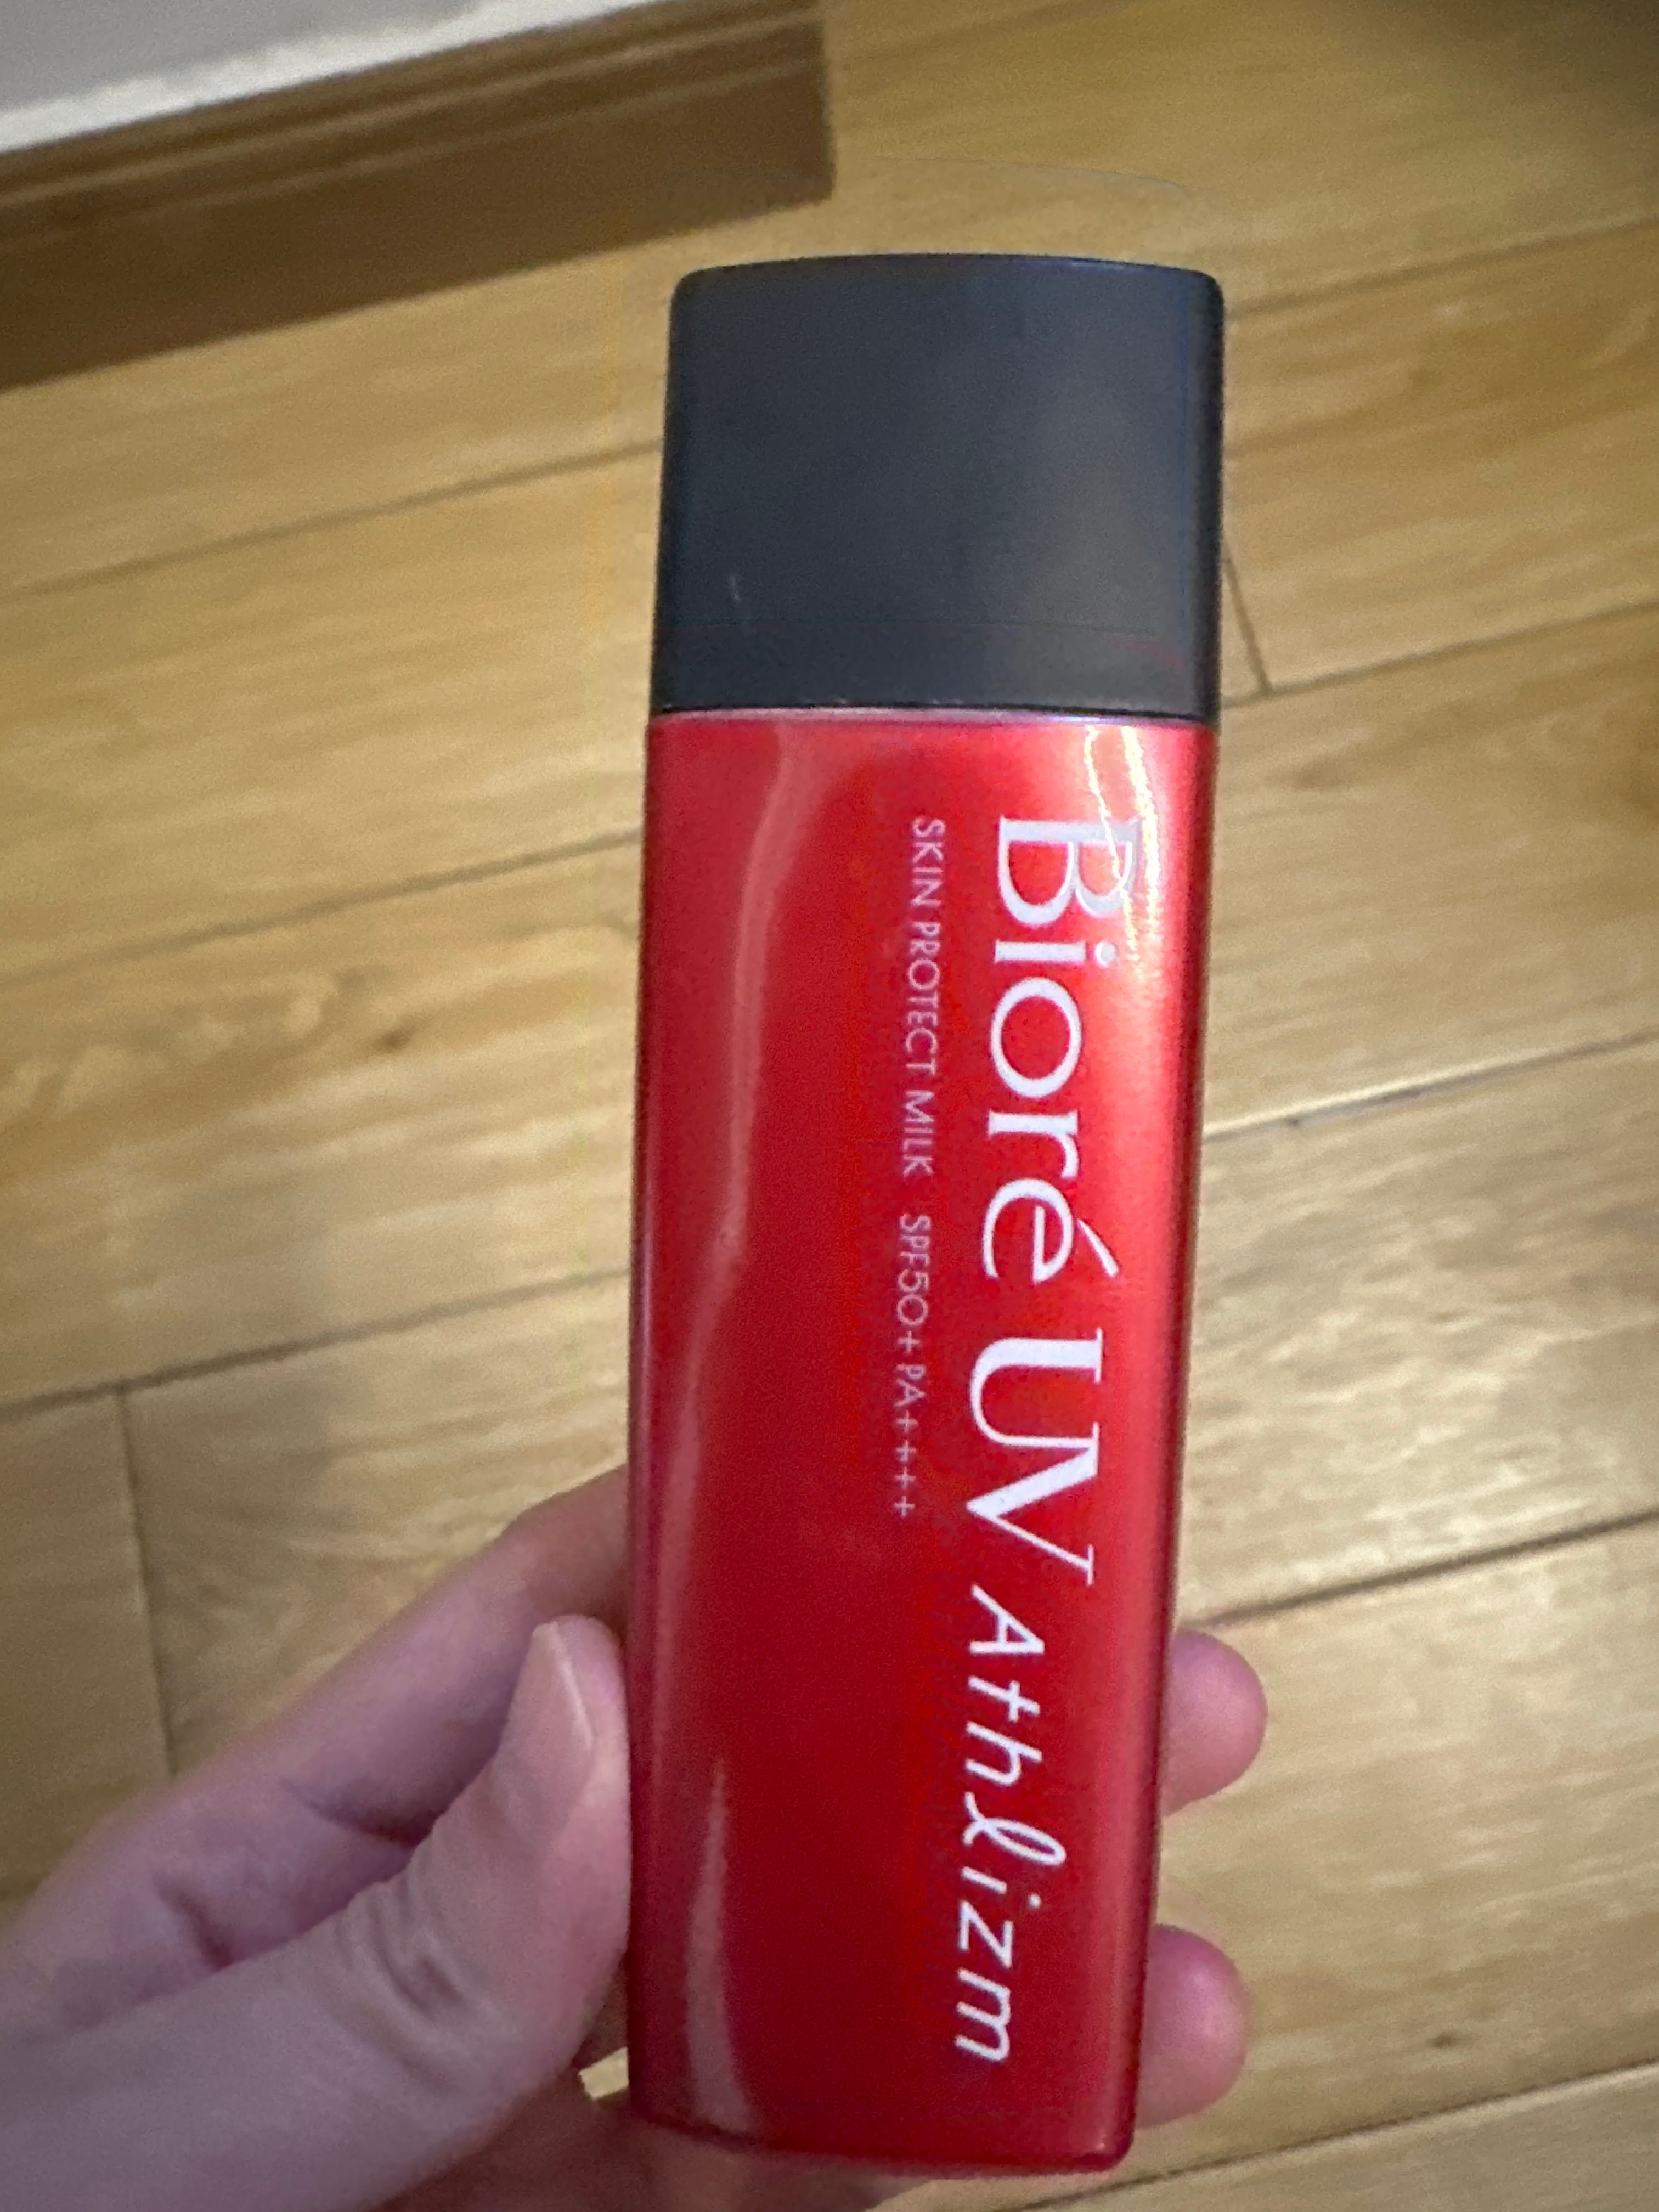 Bioré UV Athlizm
SKIN PROTECT MILK SPF50+ PA++++